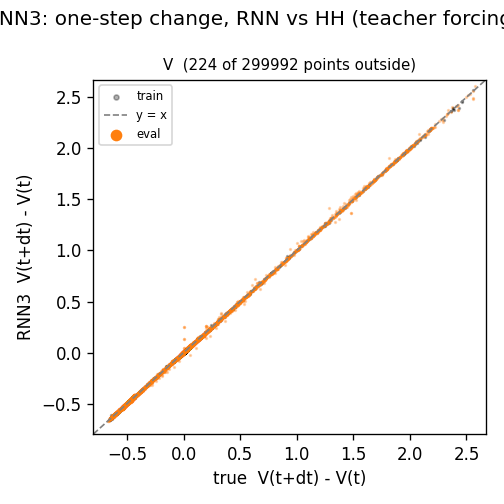 NN3: one-step change, RNN vs HH (teacher forcing
V  (224 of 299992 points outside)
train
y = x
eval
RNN3  V(t+dt) - V(t)
2.5
2.0
1.5
1.0
0.5
0.0
−0.5
−0.5
0.0
0.5
1.0
1.5
2.0
2.5
true  V(t+dt) - V(t)